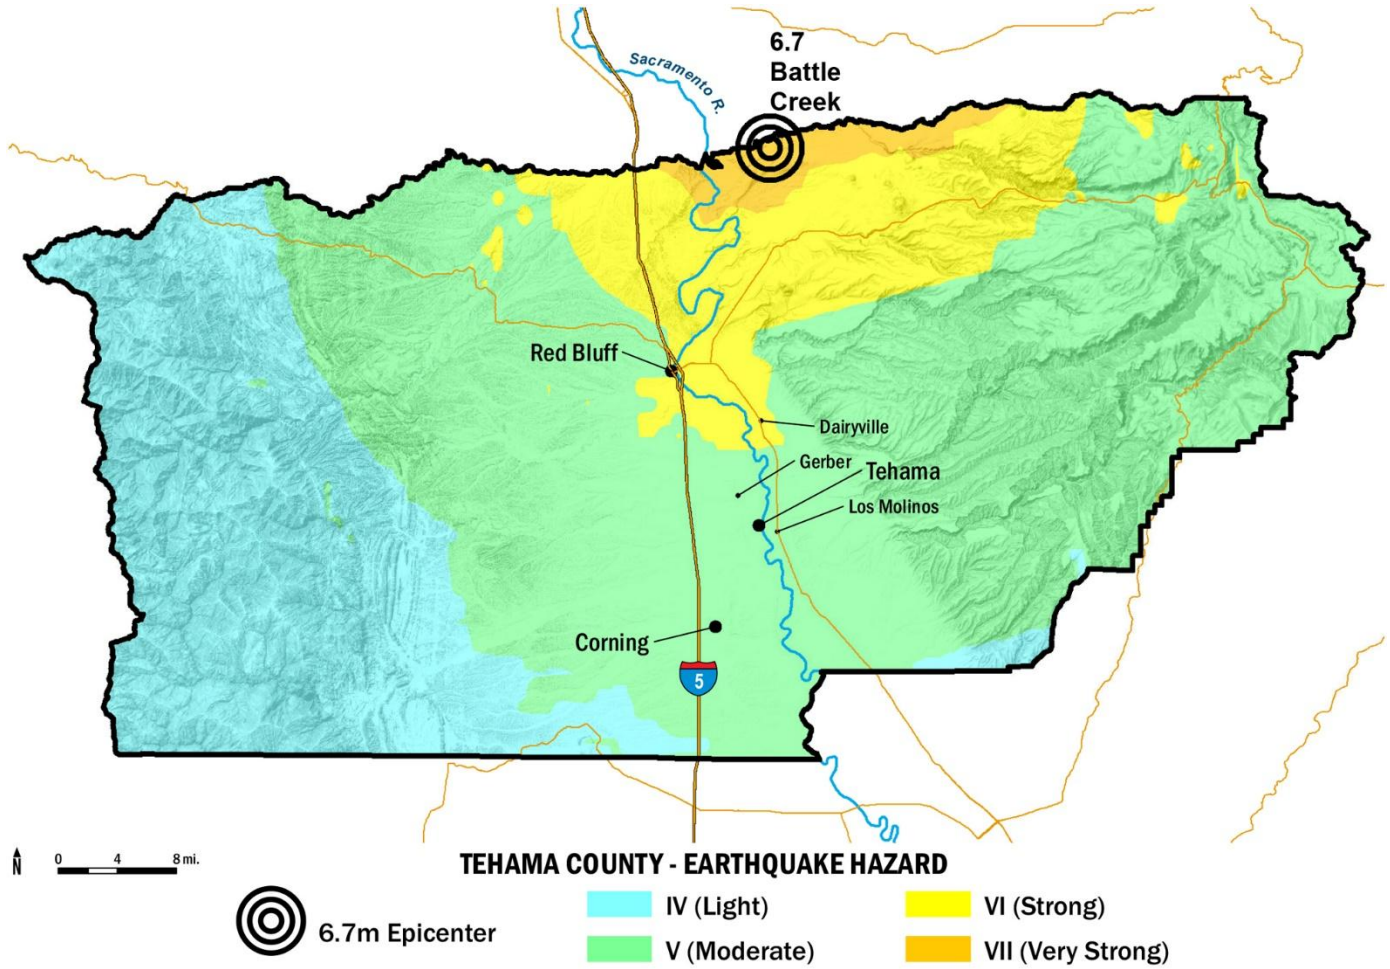 6.7
Battle
Creek
Sacramento R.
Red Bluff
Dairyville
Gerber
Tehama
Los Molinos
Corning
5
N
0 4 8 mi.
TEHAMA COUNTY - EARTHQUAKE HAZARD
6.7m Epicenter
IV (Light)
V (Moderate)
VI (Strong)
VII (Very Strong)